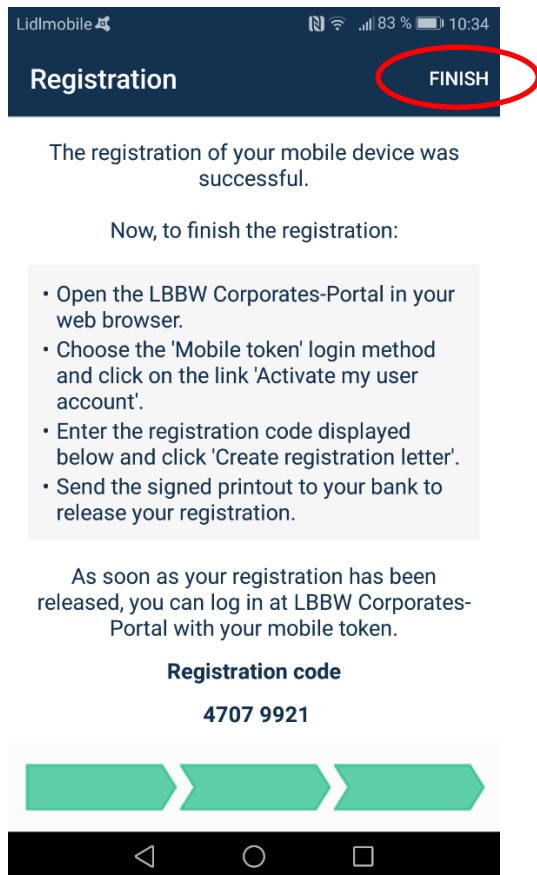 Lidlmobile 83 % 10:34
Registration FINISH
The registration of your mobile device was
successful.
Now, to finish the registration:
• Open the LBBW Corporates-Portal in your
web browser.
• Choose the 'Mobile token' login method
and click on the link 'Activate my user
account'.
• Enter the registration code displayed
below and click 'Create registration letter'.
• Send the signed printout to your bank to
release your registration.
As soon as your registration has been
released, you can log in at LBBW Corporates-
Portal with your mobile token.
Registration code
4707 9921